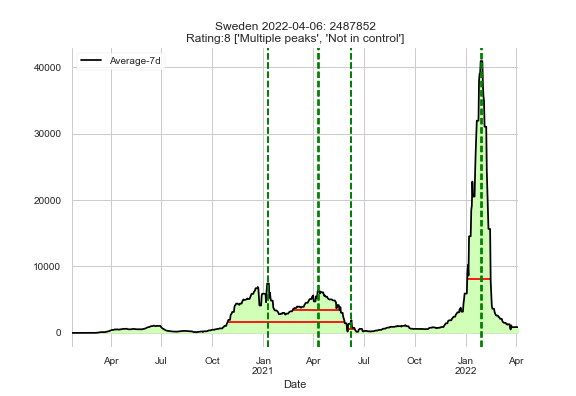 Sweden 2022-04-06: 2487852
Rating:8 ['Multiple peaks', 'Not in control']
Average-7d
40000
30000
20000
10000
0
Apr Jul Oct Jan Apr Jul Oct Jan Apr
2021 2022
Date